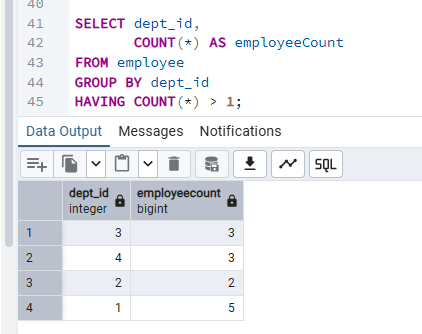 40
41 SELECT dept_id,
42 COUNT(*) AS employeeCount
43 FROM employee
44 GROUP BY dept_id
45 HAVING COUNT(*) > 1;
Data Output Messages Notifications
SQL
dept_id employeecount
integer bigint
1 3 3
2 4 3
3 2 2
4 1 5